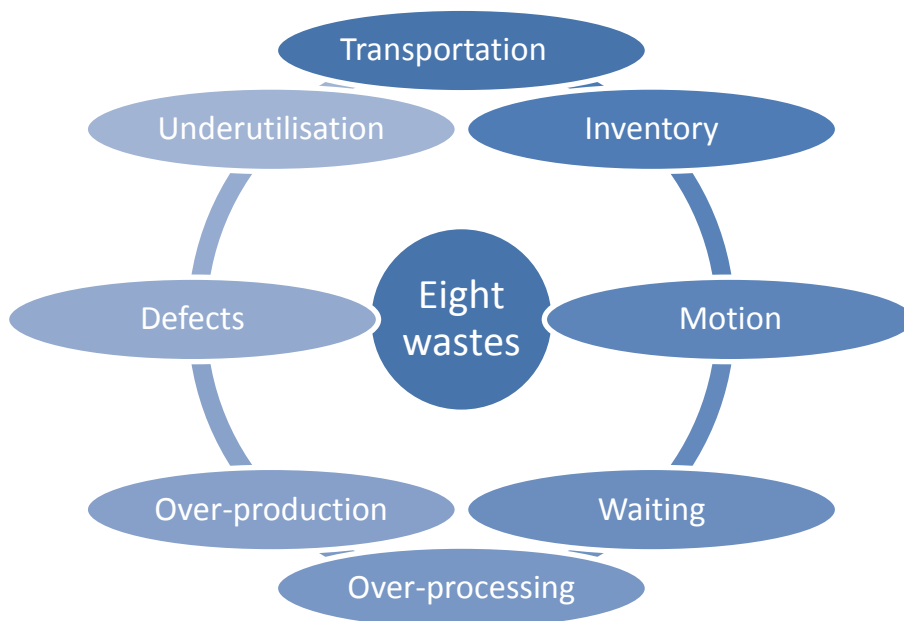 Transportation
Inventory
Motion
Waiting
Over-processing
Over-production
Defects
Underutilisation
Eight
wastes